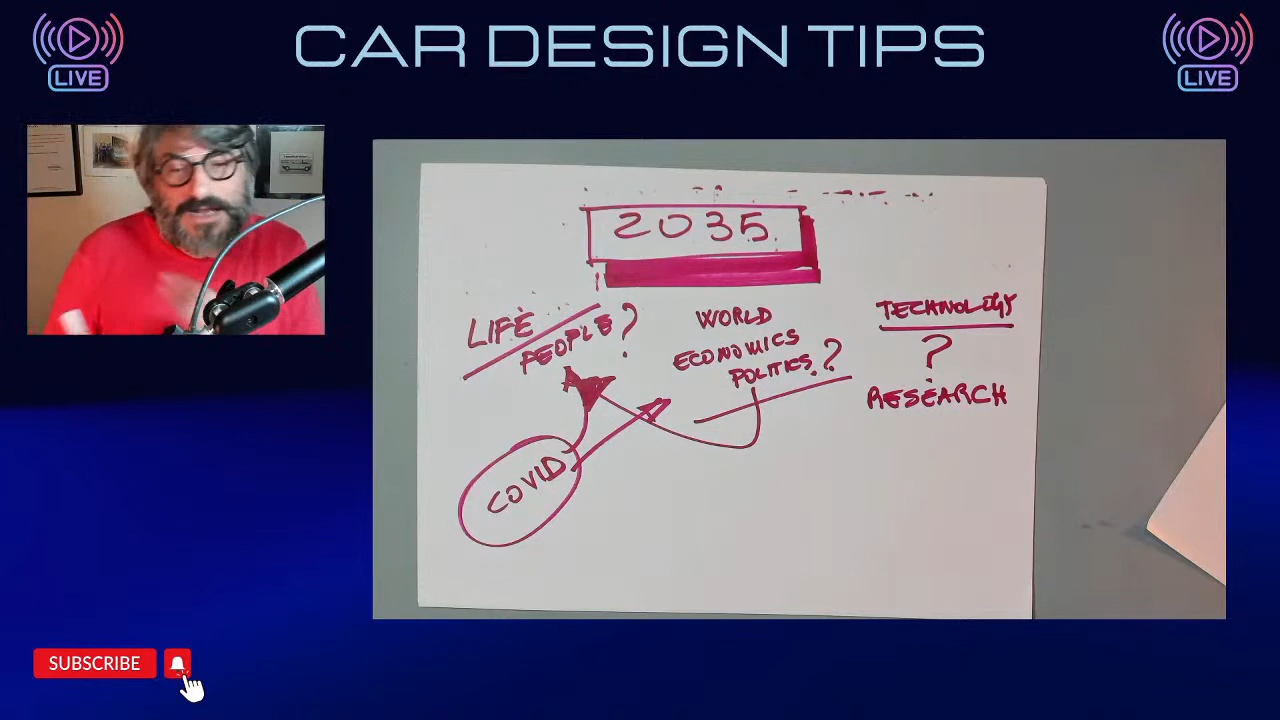 CAR DESIGN TIPS
LIVE
LIVE
2035
LIFE
PEOPLE?
WORLD
ECONOMICS
POLITICS.?
TECHNOLOGY
?
RESEARCH
COVID
SUBSCRIBE